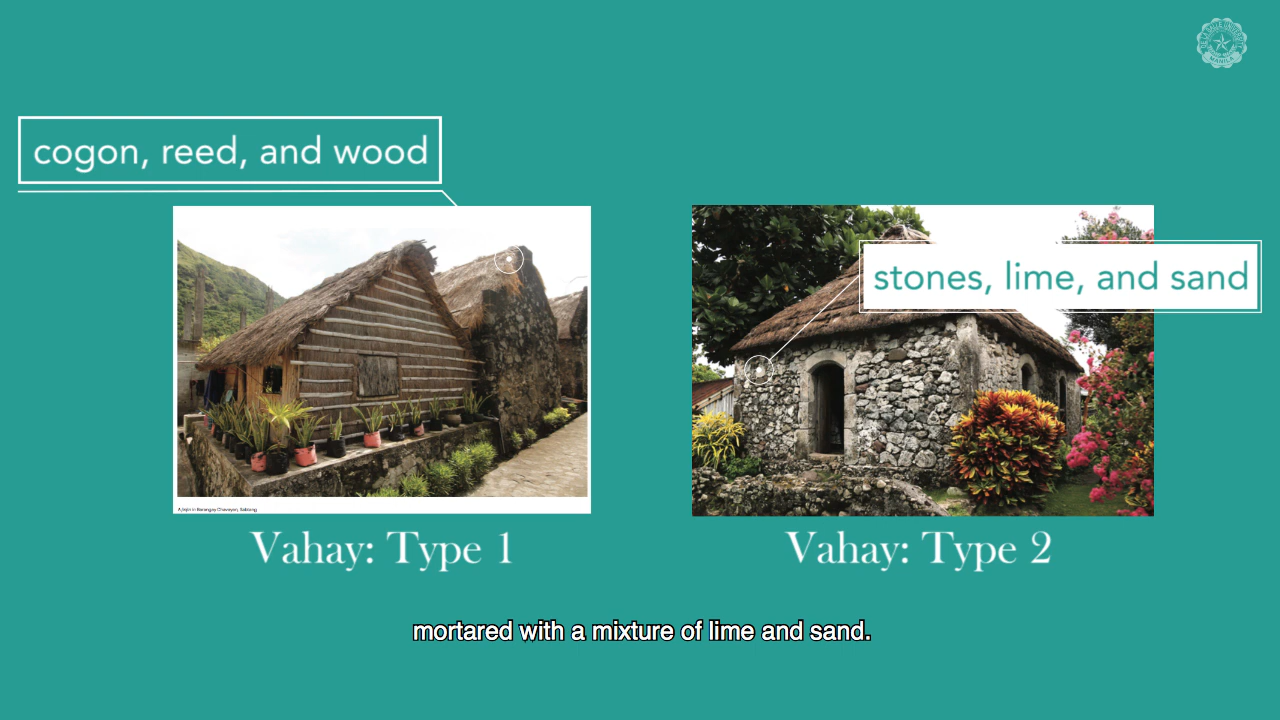 cogon, reed, and wood
stones, lime, and sand
Vahay: Type 1
Vahay: Type 2
mortared with a mixture of lime and sand.